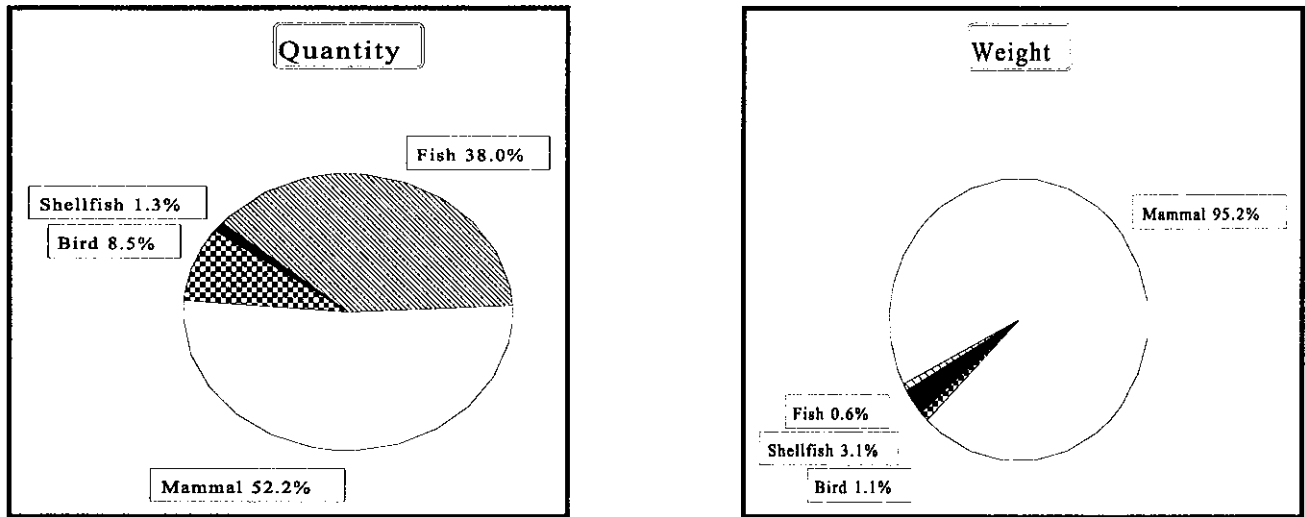 Quantity
Fish 38.0%
Shellfish 1.3%
Bird 8.5%
Mammal 52.2%
Weight
Mammal 95.2%
Fish 0.6%
Shellfish 3.1%
Bird 1.1%